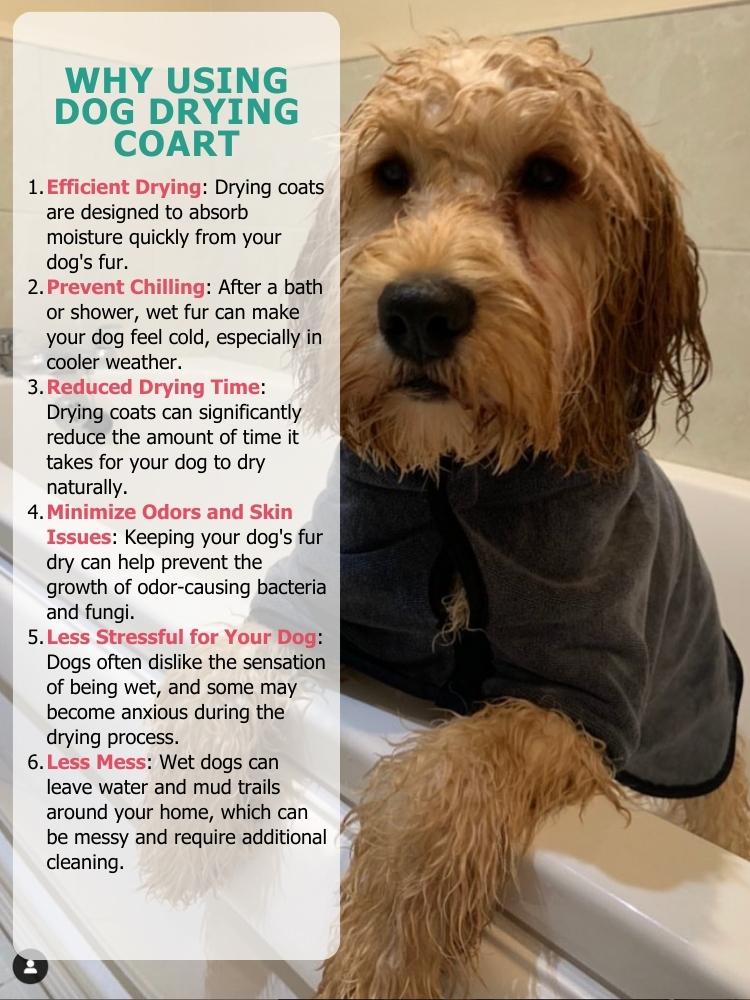 WHY USING
DOG DRYING
COART
1. Efficient Drying: Drying coats
are designed to absorb
moisture quickly from your
dog's fur.
2. Prevent Chilling: After a bath
or shower, wet fur can make
your dog feel cold, especially in
cooler weather.
3. Reduced Drying Time:
Drying coats can significantly
reduce the amount of time it
takes for your dog to dry
naturally.
4. Minimize Odors and Skin
Issues: Keeping your dog's fur
dry can help prevent the
growth of odor-causing bacteria
and fungi.
5. Less Stressful for Your Dog:
Dogs often dislike the sensation
of being wet, and some may
become anxious during the
drying process.
6. Less Mess: Wet dogs can
leave water and mud trails
around your home, which can
be messy and require additional
cleaning.